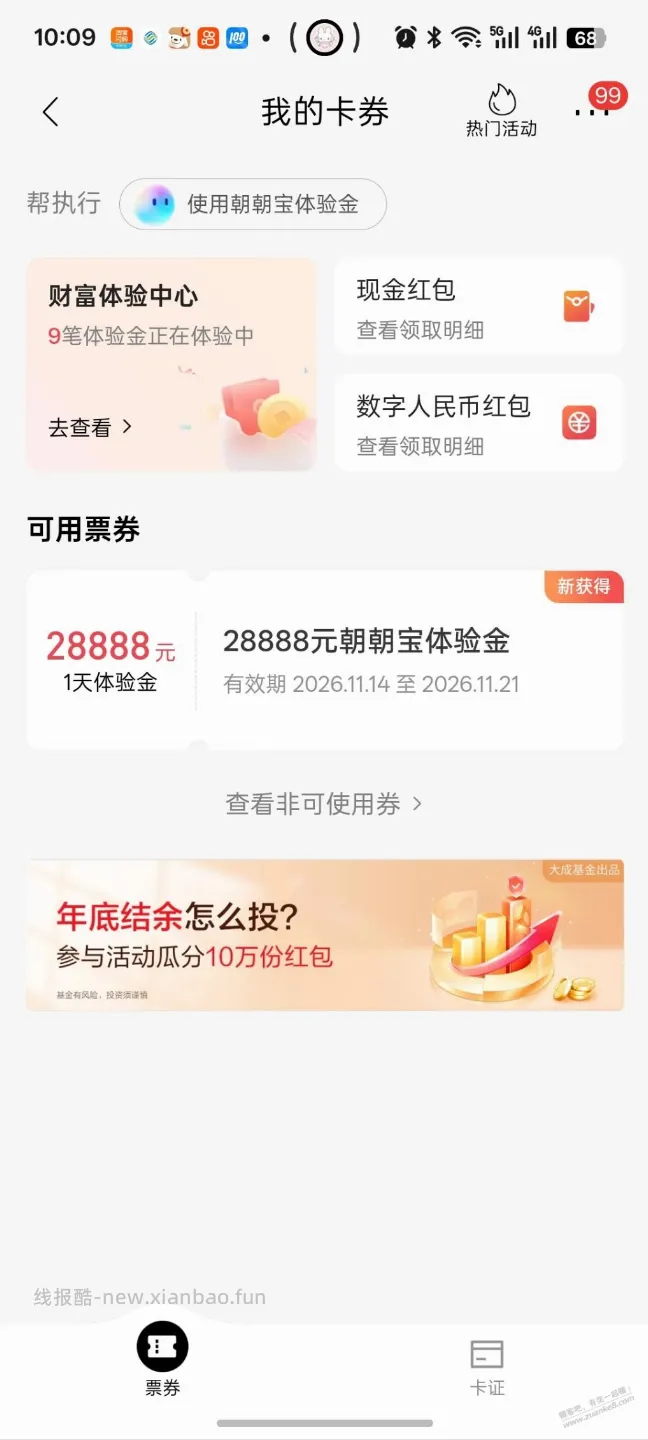 10:09
5G
4G
68
我的卡券
热门活动
99
帮执行
使用朝朝宝体验金
财富体验中心
9笔体验金正在体验中
去查看
现金红包
查看领取明细
数字人民币红包
查看领取明细
可用票券
新获得
28888元
1天体验金
28888元朝朝宝体验金
有效期 2026.11.14 至 2026.11.21
查看非可使用券
大成基金出品
年底结余怎么投?
参与活动瓜分10万份红包
基金有风险，投资须谨慎
线报酷-new.xianbao.fun
票券
卡证
www.zuanke8.com